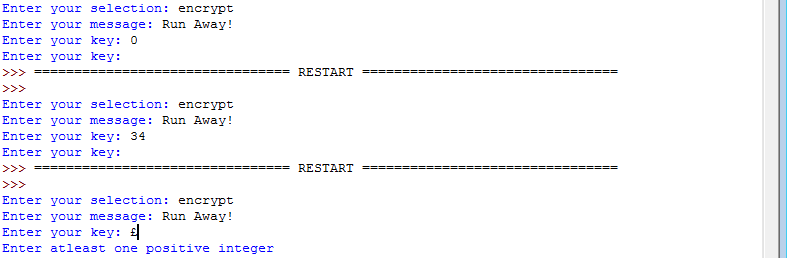 Enter your selection: encrypt
Enter your message: Run Away!
Enter your key: 0
Enter your key:
>>> ================================ RESTART ================================
>>>
Enter your selection: encrypt
Enter your message: Run Away!
Enter your key: 34
Enter your key:
>>> ================================ RESTART ================================
>>>
Enter your selection: encrypt
Enter your message: Run Away!
Enter your key: £
Enter atleast one positive integer